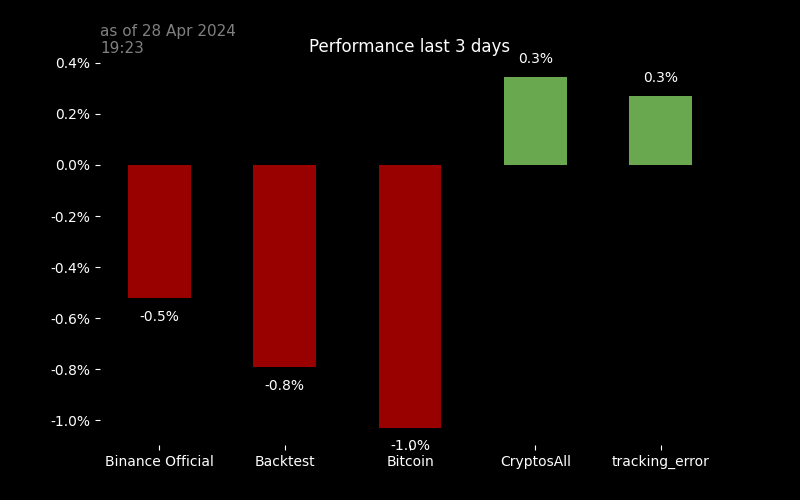 as of 28 Apr 2024
19:23
Performance last 3 days
0.4%
0.2%
0.0%
-0.2%
-0.4%
-0.6%
-0.8%
-1.0%
-0.5%
-0.8%
-1.0%
0.3%
0.3%
Binance Official
Backtest
Bitcoin
CryptosAll
tracking_error